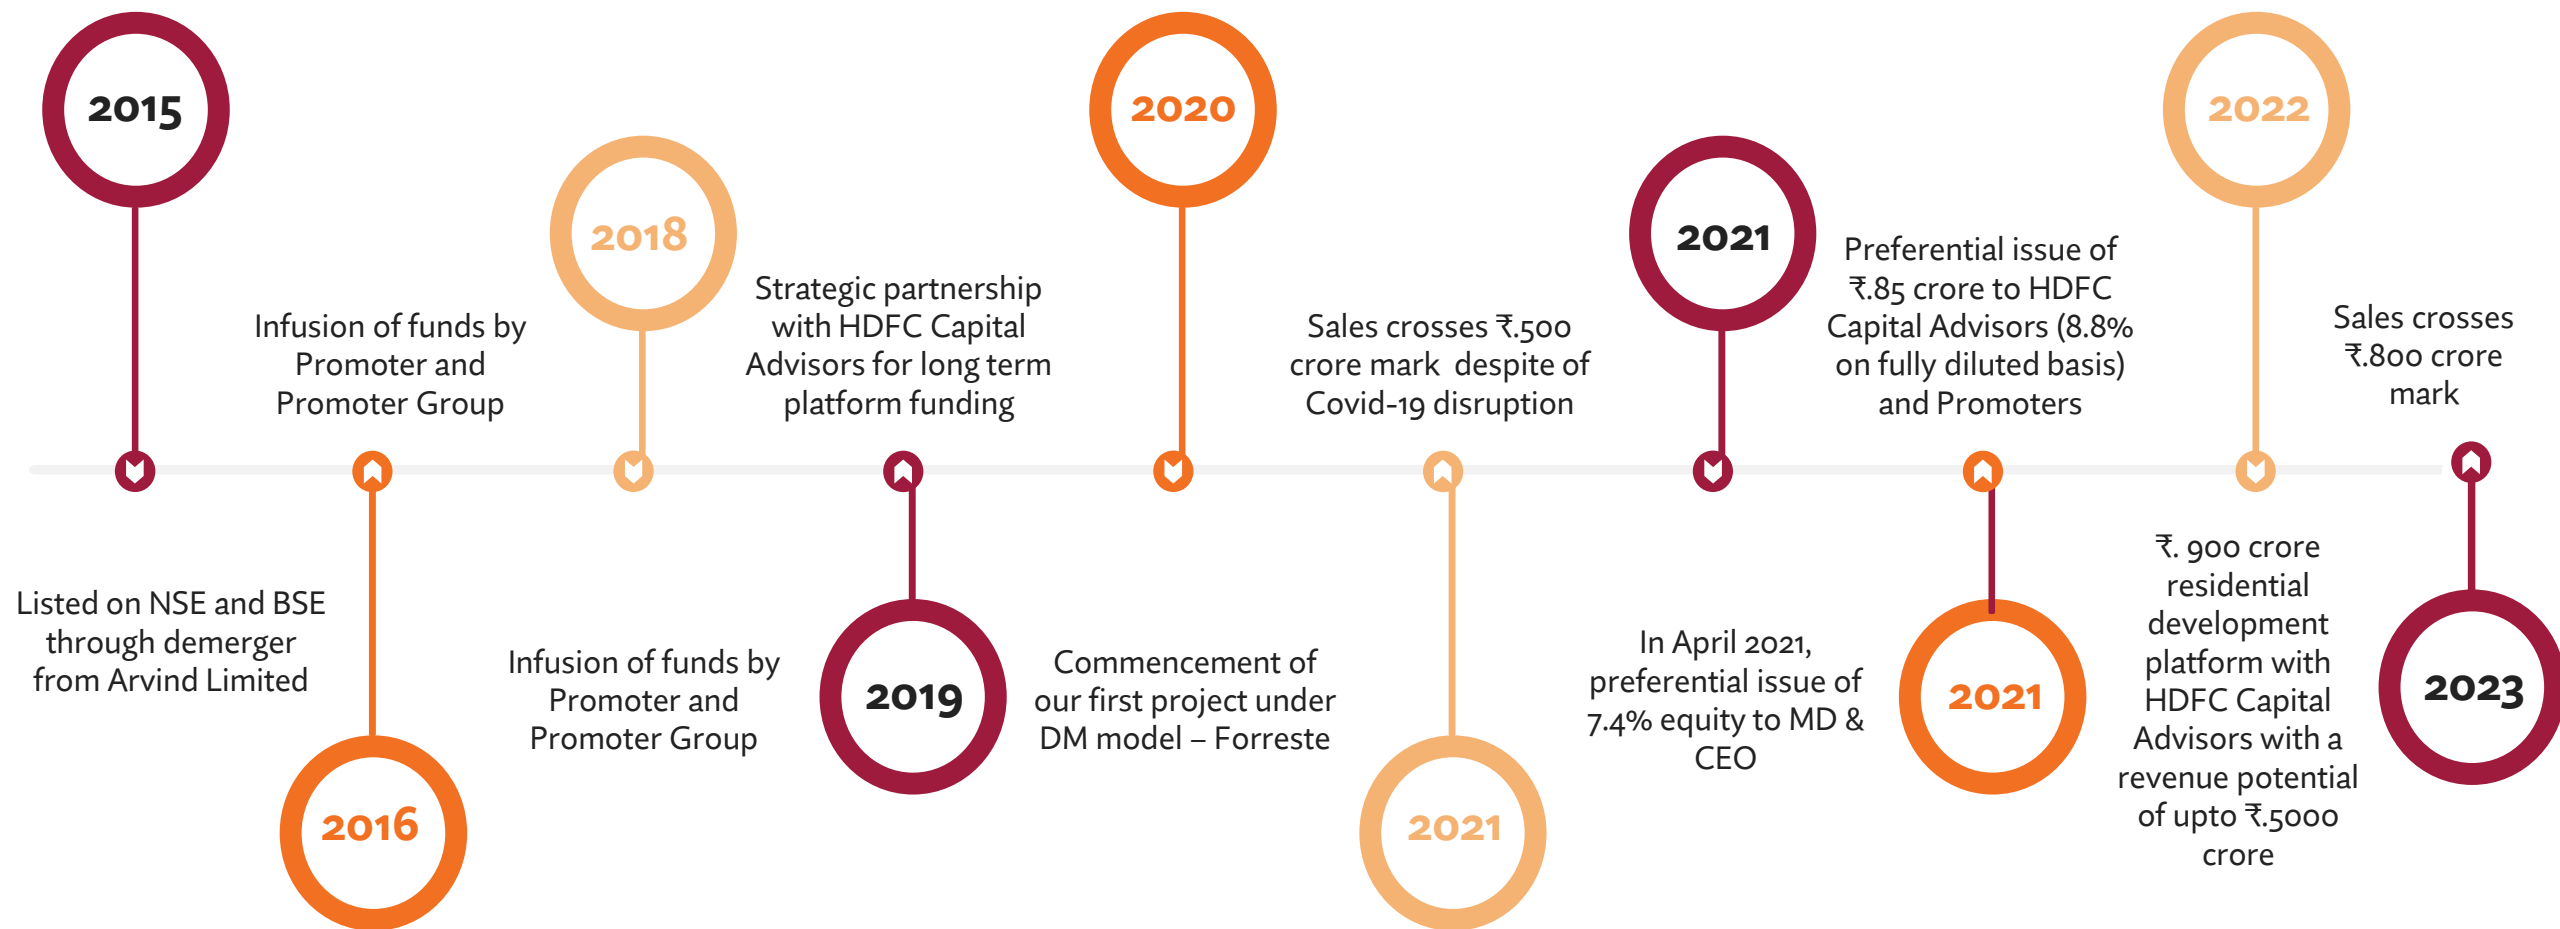 2015
Listed on NSE and BSE
through demerger
from Arvind Limited
Infusion of funds by
Promoter and
Promoter Group
2016
2018
Infusion of funds by
Promoter and
Promoter Group
Strategic partnership
with HDFC Capital
Advisors for long term
platform funding
2019
2020
Commencement of
our first project under
DM model – Forreste
Sales crosses ₹.500
crore mark despite of
Covid-19 disruption
2021
2021
In April 2021,
preferential issue of
7.4% equity to MD &
CEO
Preferential issue of
₹.85 crore to HDFC
Capital Advisors (8.8%
on fully diluted basis)
and Promoters
2021
2022
₹. 900 crore
residential
development
platform with
HDFC Capital
Advisors with a
revenue potential
of upto ₹.5000
crore
Sales crosses
₹.800 crore
mark
2023